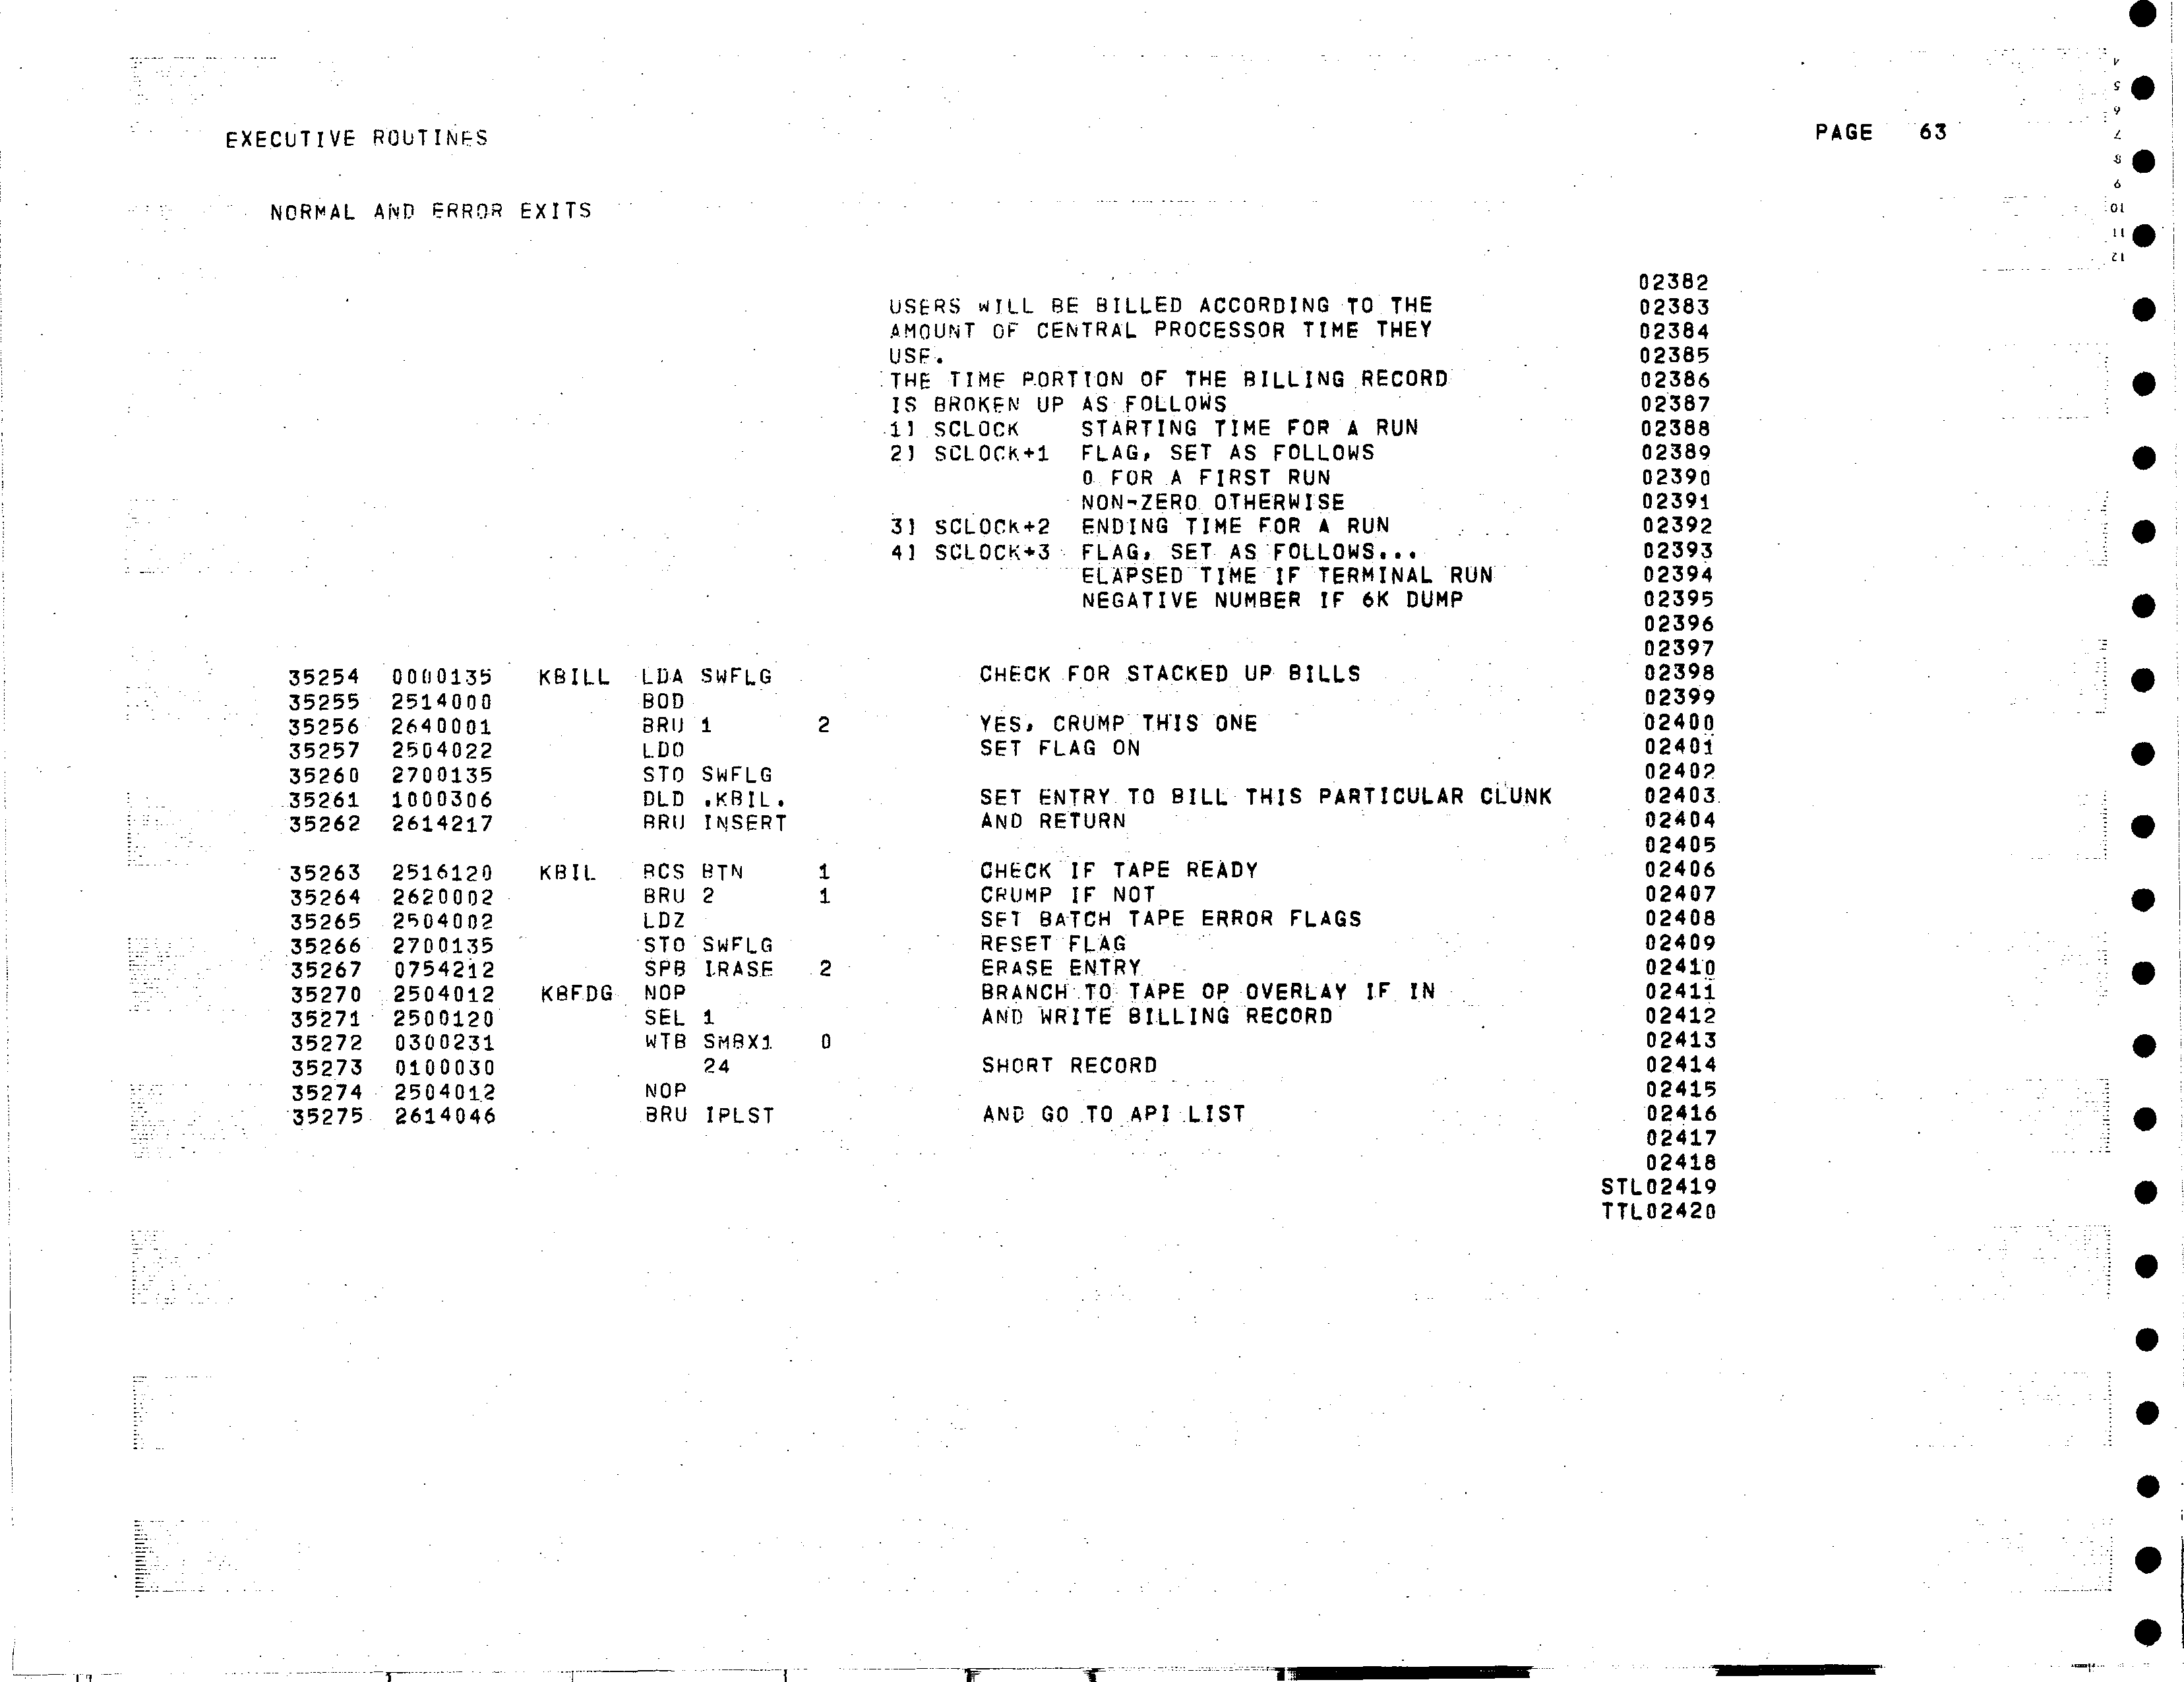 EXECUTIVE ROUTINES PAGE 63
NORMAL AND ERROR EXITS
02382
USERS WILL BE BILLED ACCORDING TO THE 02383
AMOUNT OF CENTRAL PROCESSOR TIME THEY 02384
USE. 02385
THE TIME PORTION OF THE BILLING RECORD 02386
IS BROKEN UP AS FOLLOWS 02387
1] SCLOCK STARTING TIME FOR A RUN 02388
2] SCLOCK+1 FLAG, SET AS FOLLOWS 02389
0 FOR A FIRST RUN 02390
NON-ZERO OTHERWISE 02391
3] SCLOCK+2 ENDING TIME FOR A RUN 02392
4] SCLOCK+3 FLAG, SET AS FOLLOWS... 02393
ELAPSED TIME IF TERMINAL RUN 02394
NEGATIVE NUMBER IF 6K DUMP 02395
02396
02397
35254 0000135 KBILL LDA SWFLG CHECK FOR STACKED UP BILLS 02398
35255 2514000 BOD 02399
35256 2640001 BRU 1 2 YES, CRUMP THIS ONE 02400
35257 2504022 LDO SET FLAG ON 02401
35260 2700135 STO SWFLG 02402
35261 1000306 DLD .KBIL. SET ENTRY TO BILL THIS PARTICULAR CLUNK 02403
35262 2614217 BRU INSERT AND RETURN 02404
02405
35263 2516120 KBIL BCS BTN 1 CHECK IF TAPE READY 02406
35264 2620002 BRU 2 1 CRUMP IF NOT 02407
35265 2504002 LDZ SET BATCH TAPE ERROR FLAGS 02408
35266 2700135 STO SWFLG RESET FLAG 02409
35267 0754212 SPB IRASE 2 ERASE ENTRY 02410
35270 2504012 KBFDG NOP BRANCH TO TAPE OP OVERLAY IF IN 02411
35271 2500120 SEL 1 AND WRITE BILLING RECORD 02412
35272 0300231 WTB SMBX1 0 02413
35273 0100030 24 SHORT RECORD 02414
35274 2504012 NOP 02415
35275 2614046 BRU IPLST AND GO TO API LIST 02416
02417
02418
STL02419
TTL02420
4
5
6
7
8
9
10
11
12